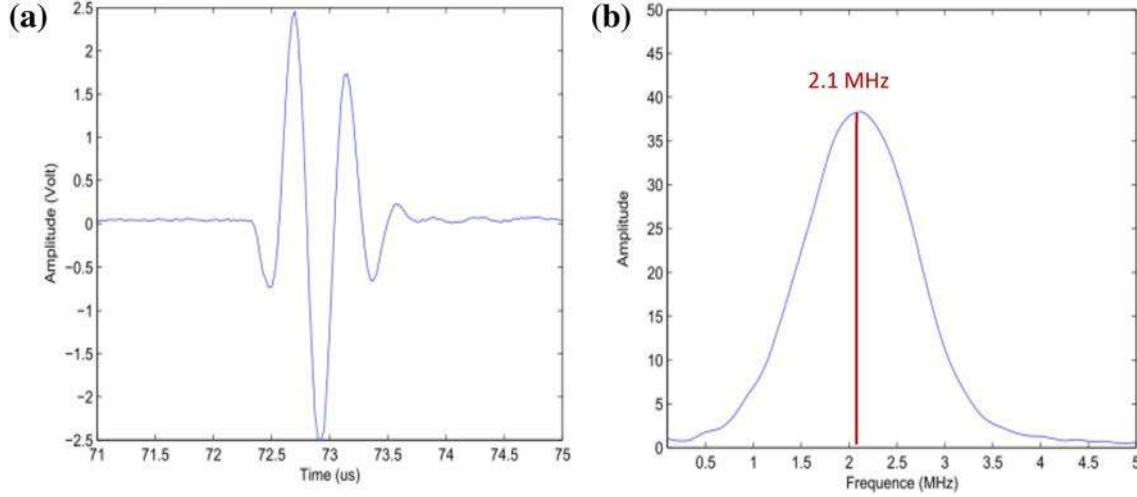 (a)
2.5
2
1.5
1
0.5
0
−0.5
−1
−1.5
−2
−2.5
Amplitude (Volt)
71 71.5 72 72.5 73 73.5 74 74.5 75
Time (us)
(b)
50
45
40
35
30
25
20
15
10
5
0
Amplitude
2.1 MHz
0.5 1 1.5 2 2.5 3 3.5 4 4.5 5
Frequence (MHz)